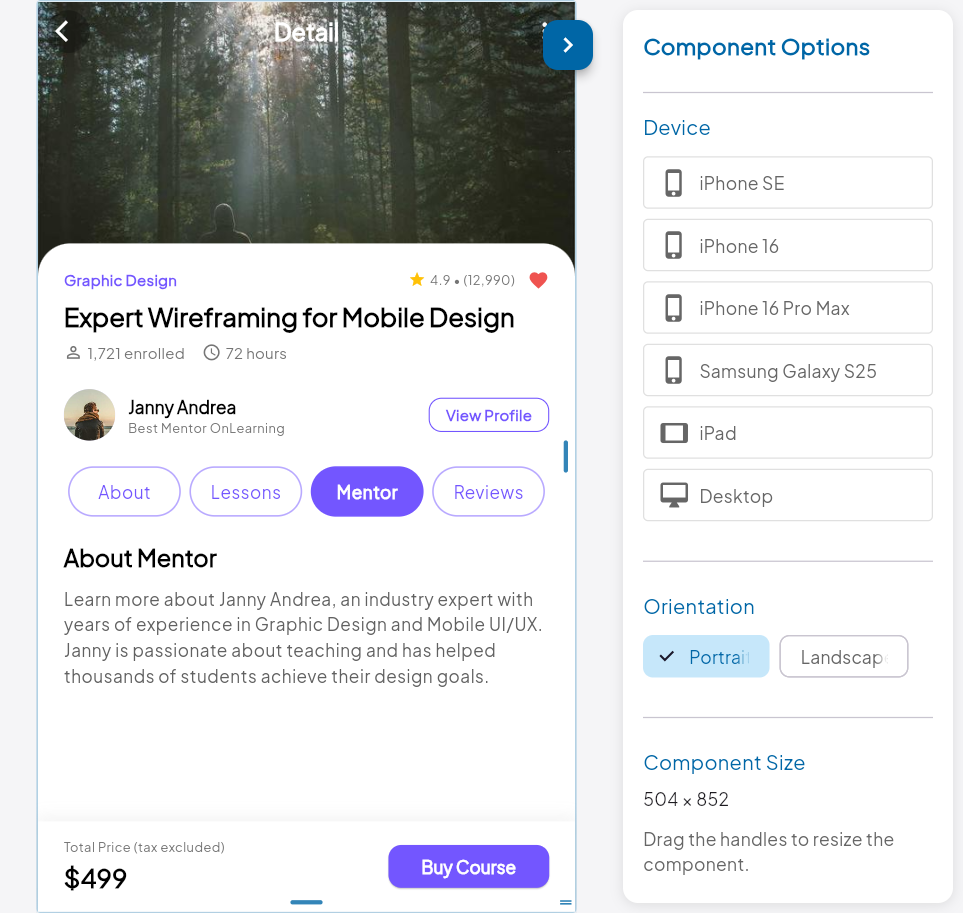 Detail
Graphic Design
4.9 • (12,990)
Expert Wireframing for Mobile Design
1,721 enrolled
72 hours
Janny Andrea
Best Mentor OnLearning
View Profile
About
Lessons
Mentor
Reviews
About Mentor
Learn more about Janny Andrea, an industry expert with
years of experience in Graphic Design and Mobile UI/UX.
Janny is passionate about teaching and has helped
thousands of students achieve their design goals.
Total Price (tax excluded)
$499
Buy Course
Component Options
Device
iPhone SE
iPhone 16
iPhone 16 Pro Max
Samsung Galaxy S25
iPad
Desktop
Orientation
Portrai
Landscap
Component Size
504 × 852
Drag the handles to resize the
component.